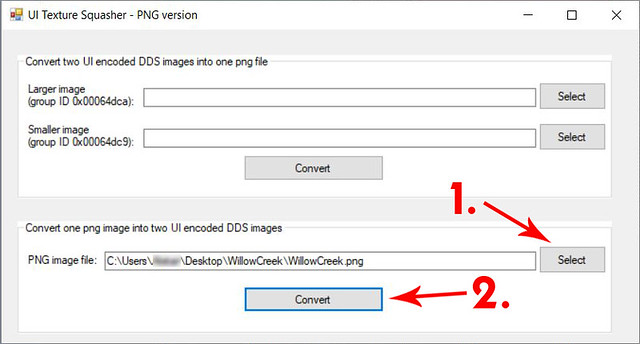 UI Texture Squasher - PNG version
Convert two UI encoded DDS images into one png file
Larger image
(group ID 0x00064dca):
Select
Smaller image
(group ID 0x00064dc9):
Select
Convert
1.
Convert one png image into two UI encoded DDS images
PNG image file:
C:\Users\ \Desktop\WillowCreek\WillowCreek.png
Select
Convert
2.